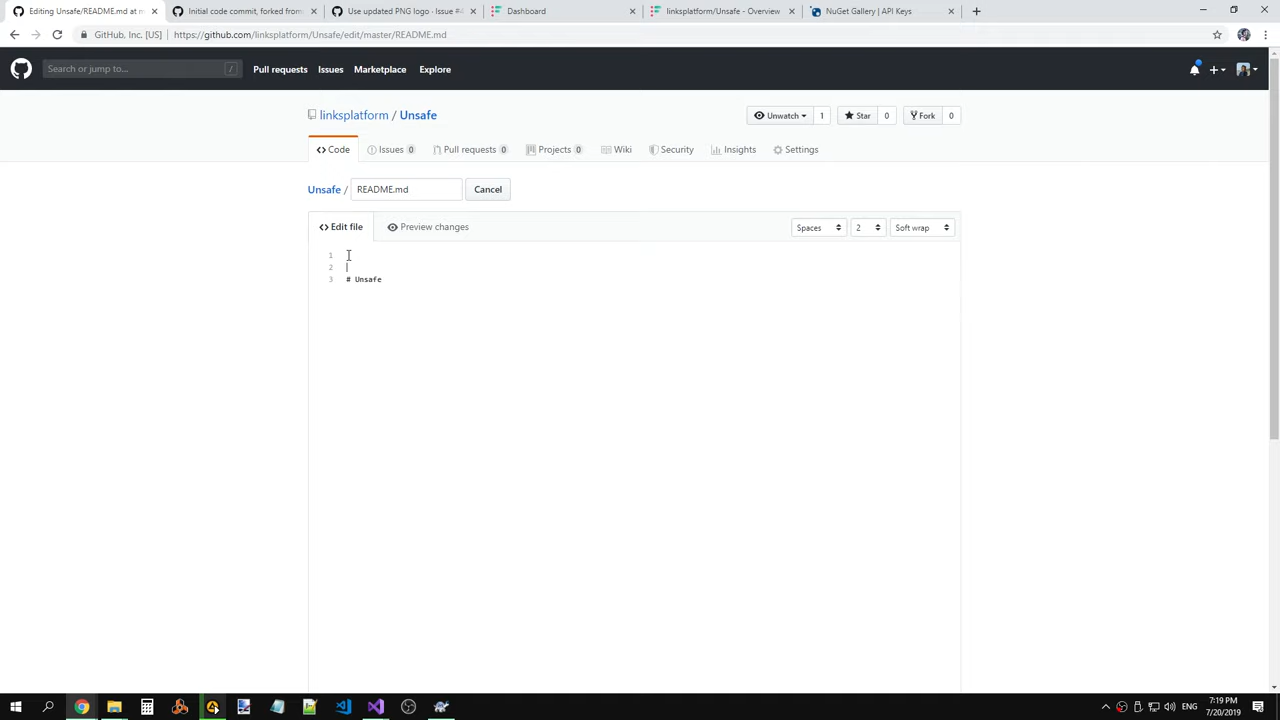 Editing Unsafe/README.md at m
Initial code commit, forked from
Use updated PNG logo · Issue #4
Dashboard
linksplatform/Unsafe - Overview
NuGet Gallery | API Keys
GitHub, Inc. [US]
https://github.com/linksplatform/Unsafe/edit/master/README.md
Search or jump to...
/
Pull requests
Issues
Marketplace
Explore
linksplatform / Unsafe
Unwatch
1
Star
0
Fork
0
Code
Issues 0
Pull requests 0
Projects 0
Wiki
Security
Insights
Settings
Unsafe /
README.md
Cancel
Edit file
Preview changes
Spaces
2
Soft wrap
1
2
3
# Unsafe
ENG
7:19 PM
7/20/2019